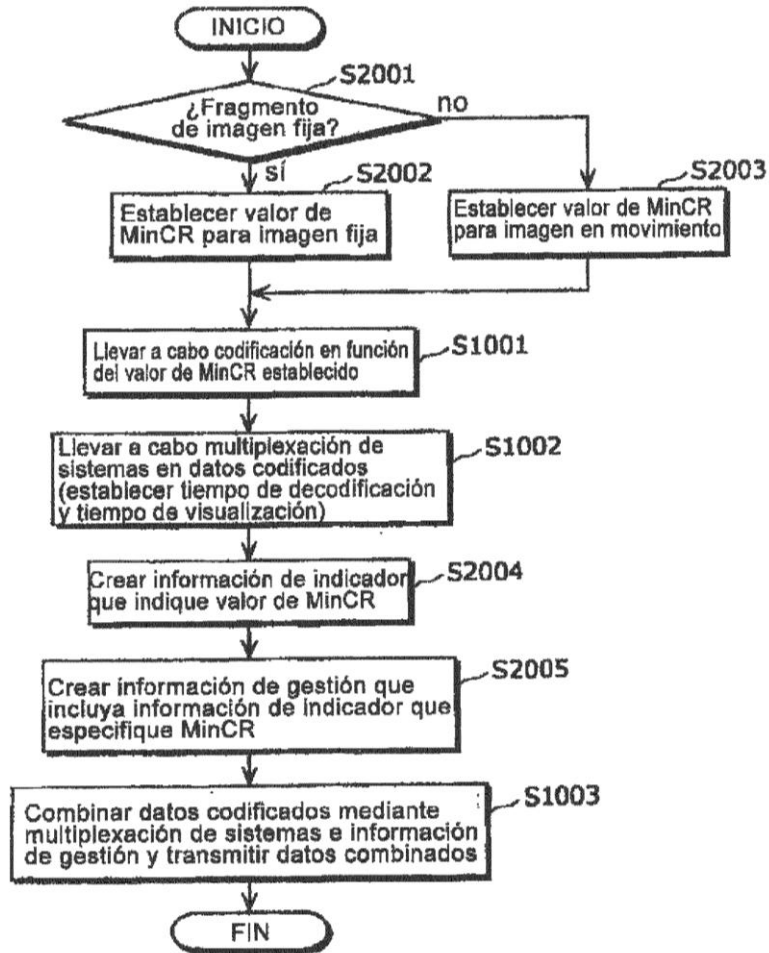 INICIO
S2001
¿Fragmento
de imagen fija?
no
sí
S2002
S2003
Establecer valor de
MinCR para imagen fija
Establecer valor de MinCR
para imagen en movimiento
Llevar a cabo codificación en función
del valor de MinCR establecido
S1001
Llevar a cabo multiplexación de
sistemas en datos codificados
(establecer tiempo de decodificación
y tiempo de visualización)
S1002
Crear información de indicador
que indique valor de MinCR
S2004
Crear información de gestión que
incluya información de indicador que
especifique MinCR
S2005
Combinar datos codificados mediante
multiplexación de sistemas e información
de gestión y transmitir datos combinados
S1003
FIN